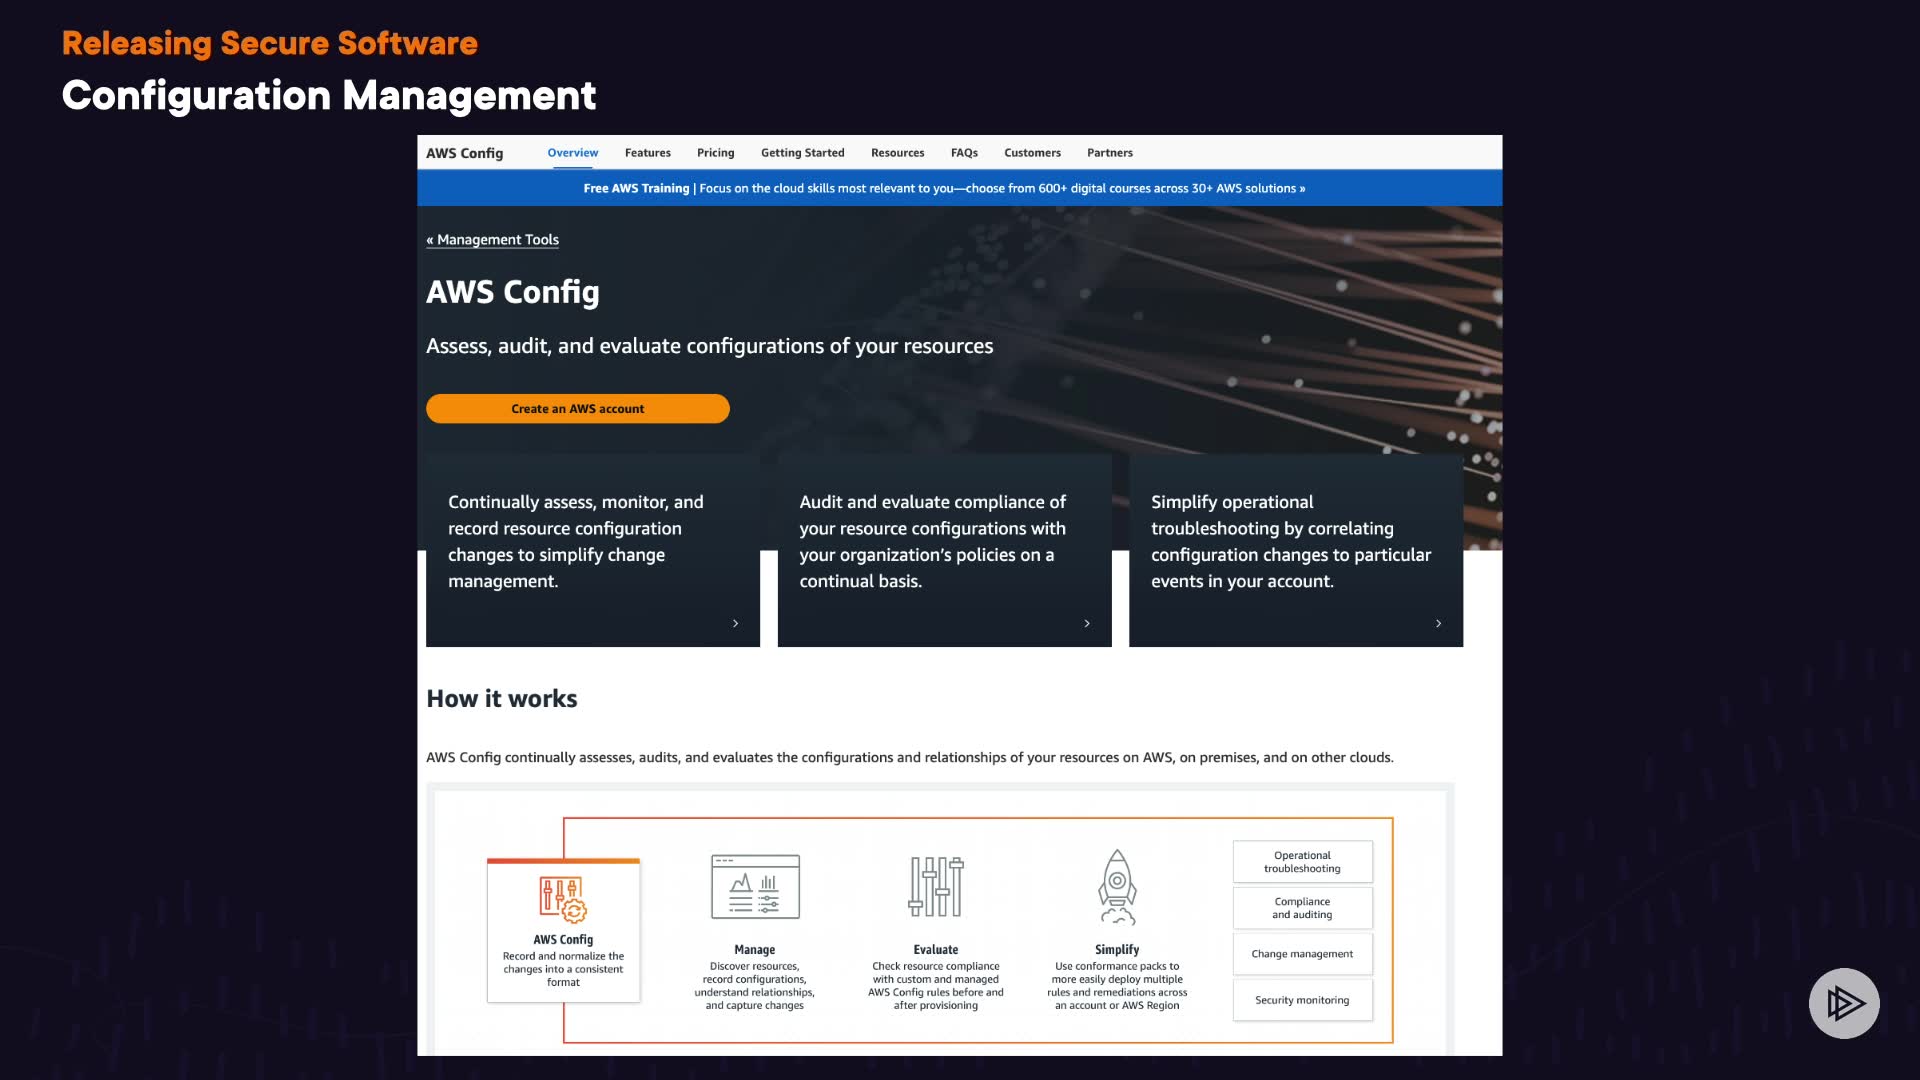 Releasing Secure Software
Configuration Management
AWS Config
Overview
Features
Pricing
Getting Started
Resources
FAQs
Customers
Partners
Free AWS Training | Focus on the cloud skills most relevant to you—choose from 600+ digital courses across 30+ AWS solutions »
« Management Tools
AWS Config
Assess, audit, and evaluate configurations of your resources
Create an AWS account
Continually assess, monitor, and
record resource configuration
changes to simplify change
management.
Audit and evaluate compliance of
your resource configurations with
your organization’s policies on a
continual basis.
Simplify operational
troubleshooting by correlating
configuration changes to particular
events in your account.
How it works
AWS Config continually assesses, audits, and evaluates the configurations and relationships of your resources on AWS, on premises, and on other clouds.
AWS Config
Record and normalize the
changes into a consistent
format
Manage
Discover resources,
record configurations,
understand relationships,
and capture changes
Evaluate
Check resource compliance
with custom and managed
AWS Config rules before and
after provisioning
Simplify
Use conformance packs to
more easily deploy multiple
rules and remediations across
an account or AWS Region
Operational
troubleshooting
Compliance
and auditing
Change management
Security monitoring